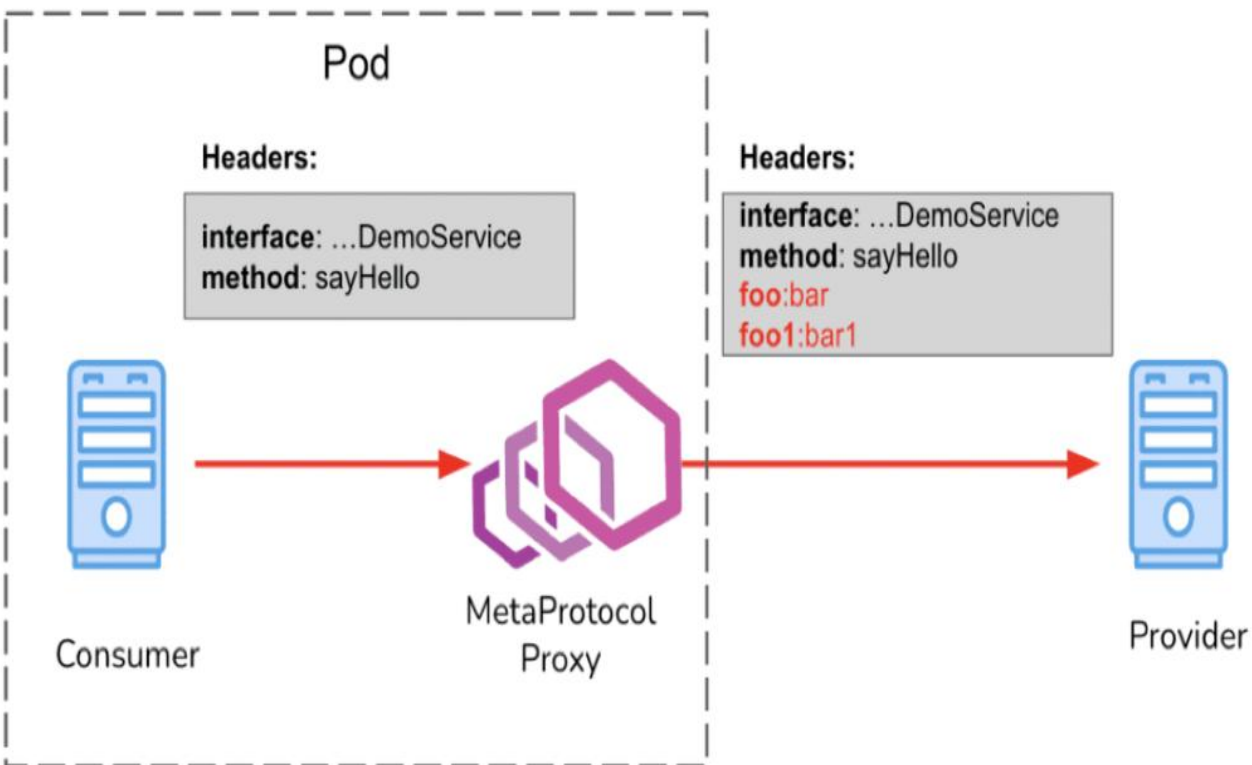 Pod
Headers:
interface: ...DemoService
method: sayHello
Headers:
interface: ...DemoService
method: sayHello
foo:bar
foo1:bar1
Consumer
MetaProtocol
Proxy
Provider